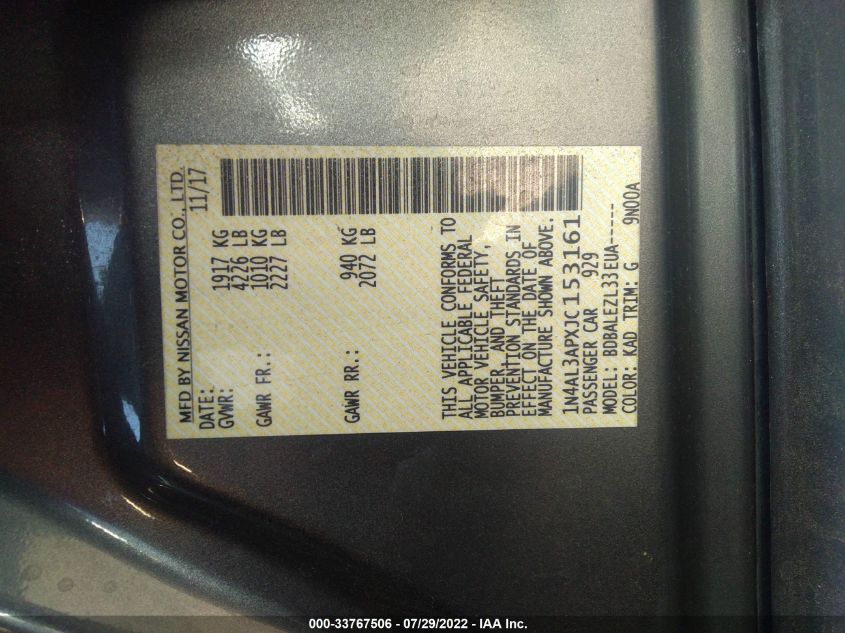 MFD BY NISSAN MOTOR CO., LTD.
DATE: 11/17
GVWR: 1917 KG
4226 LB
GAWR FR.: 1010 KG
2227 LB
GAWR RR.: 940 KG
2072 LB
THIS VEHICLE CONFORMS TO
ALL APPLICABLE FEDERAL
MOTOR VEHICLE SAFETY,
BUMPER, AND THEFT
PREVENTION STANDARDS IN
EFFECT ON THE DATE OF
MANUFACTURE SHOWN ABOVE.
1N4AL3APXJC153161
PASSENGER CAR 929
MODEL: BDBALEZL33EUA-----
COLOR: KAD TRIM: G 9N00A
000-33767506 - 07/29/2022 - IAA Inc.